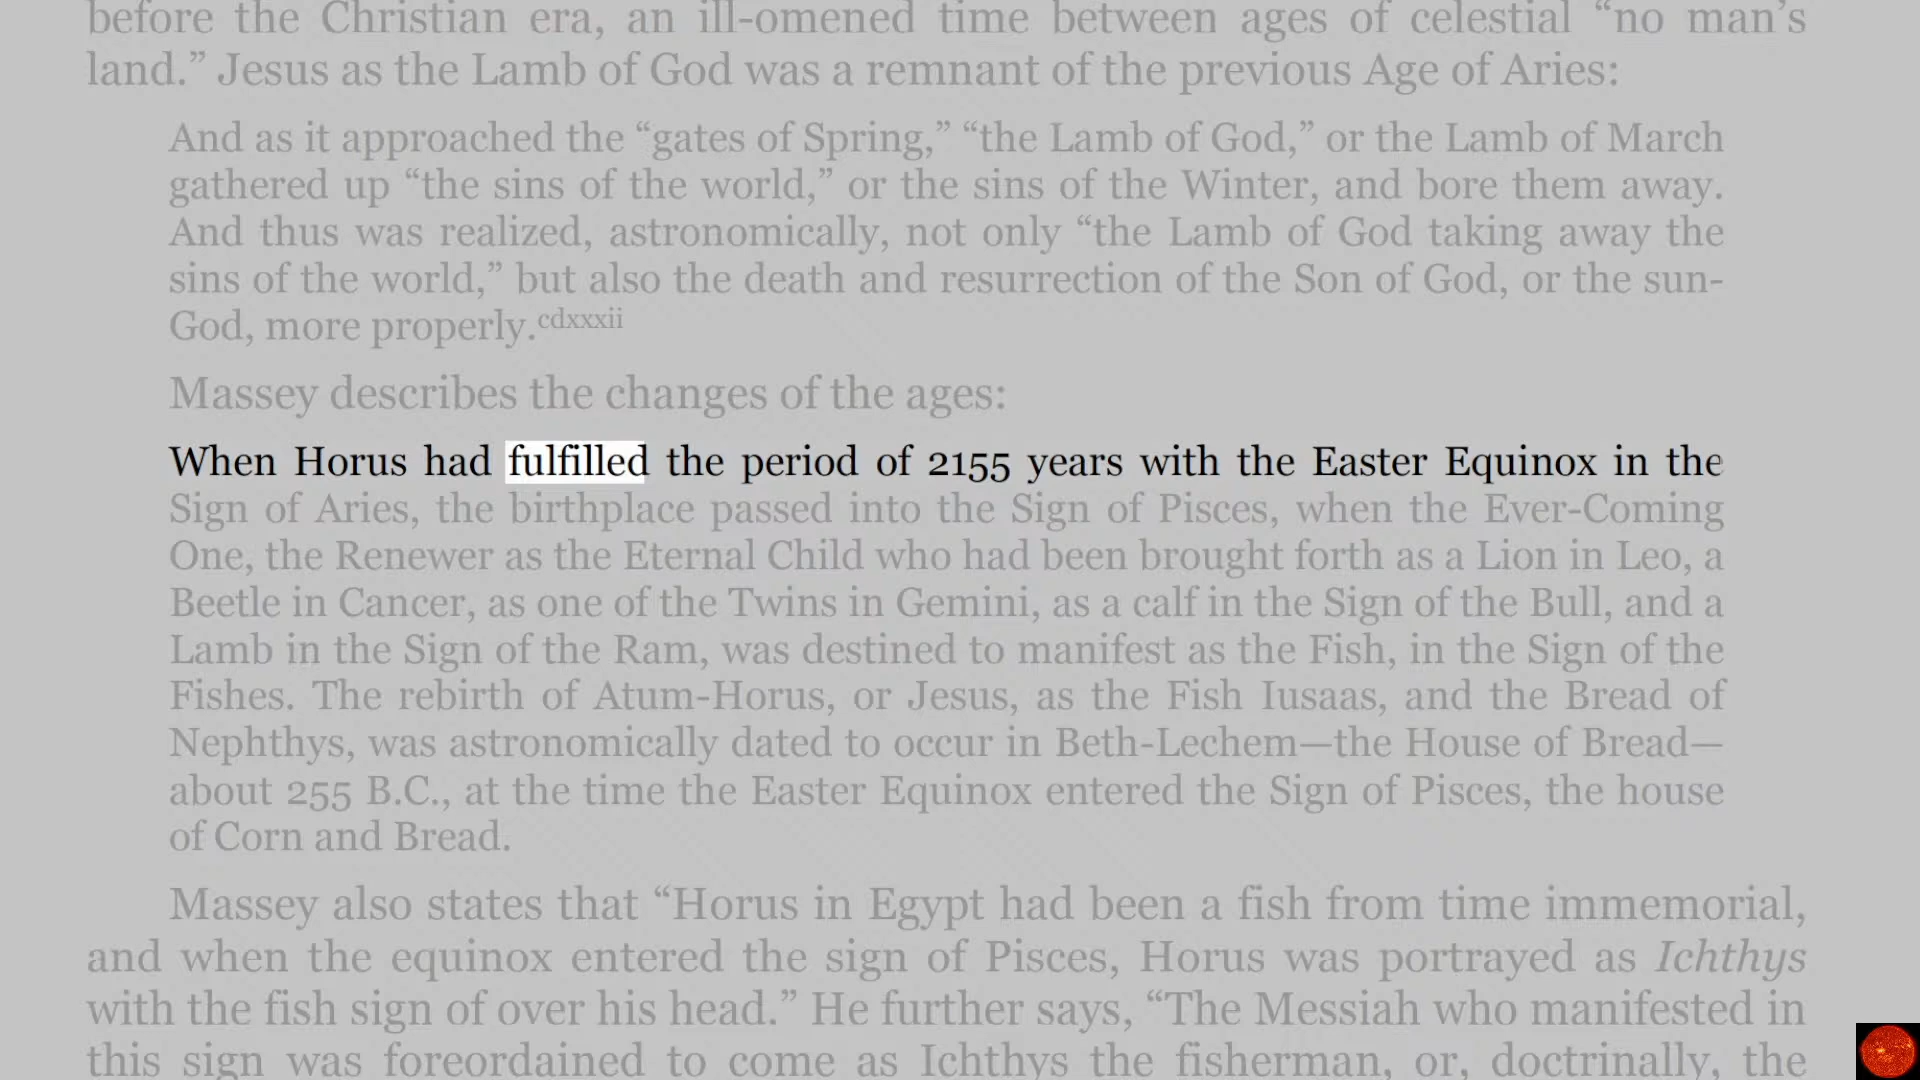 before the Christian era, an ill-omened time between ages of celestial “no man’s
land.” Jesus as the Lamb of God was a remnant of the previous Age of Aries:
And as it approached the “gates of Spring,” “the Lamb of God,” or the Lamb of March
gathered up “the sins of the world,” or the sins of the Winter, and bore them away.
And thus was realized, astronomically, not only “the Lamb of God taking away the
sins of the world,” but also the death and resurrection of the Son of God, or the sun-
God, more properly.cdxxxii
Massey describes the changes of the ages:
When Horus had fulfilled the period of 2155 years with the Easter Equinox in the
Sign of Aries, the birthplace passed into the Sign of Pisces, when the Ever-Coming
One, the Renewer as the Eternal Child who had been brought forth as a Lion in Leo, a
Beetle in Cancer, as one of the Twins in Gemini, as a calf in the Sign of the Bull, and a
Lamb in the Sign of the Ram, was destined to manifest as the Fish, in the Sign of the
Fishes. The rebirth of Atum-Horus, or Jesus, as the Fish Iusaas, and the Bread of
Nephthys, was astronomically dated to occur in Beth-Lechem—the House of Bread—
about 255 B.C., at the time the Easter Equinox entered the Sign of Pisces, the house
of Corn and Bread.
Massey also states that “Horus in Egypt had been a fish from time immemorial,
and when the equinox entered the sign of Pisces, Horus was portrayed as Ichthys
with the fish sign of over his head.” He further says, “The Messiah who manifested in
this sign was foreordained to come as Ichthys the fisherman, or, doctrinally, the